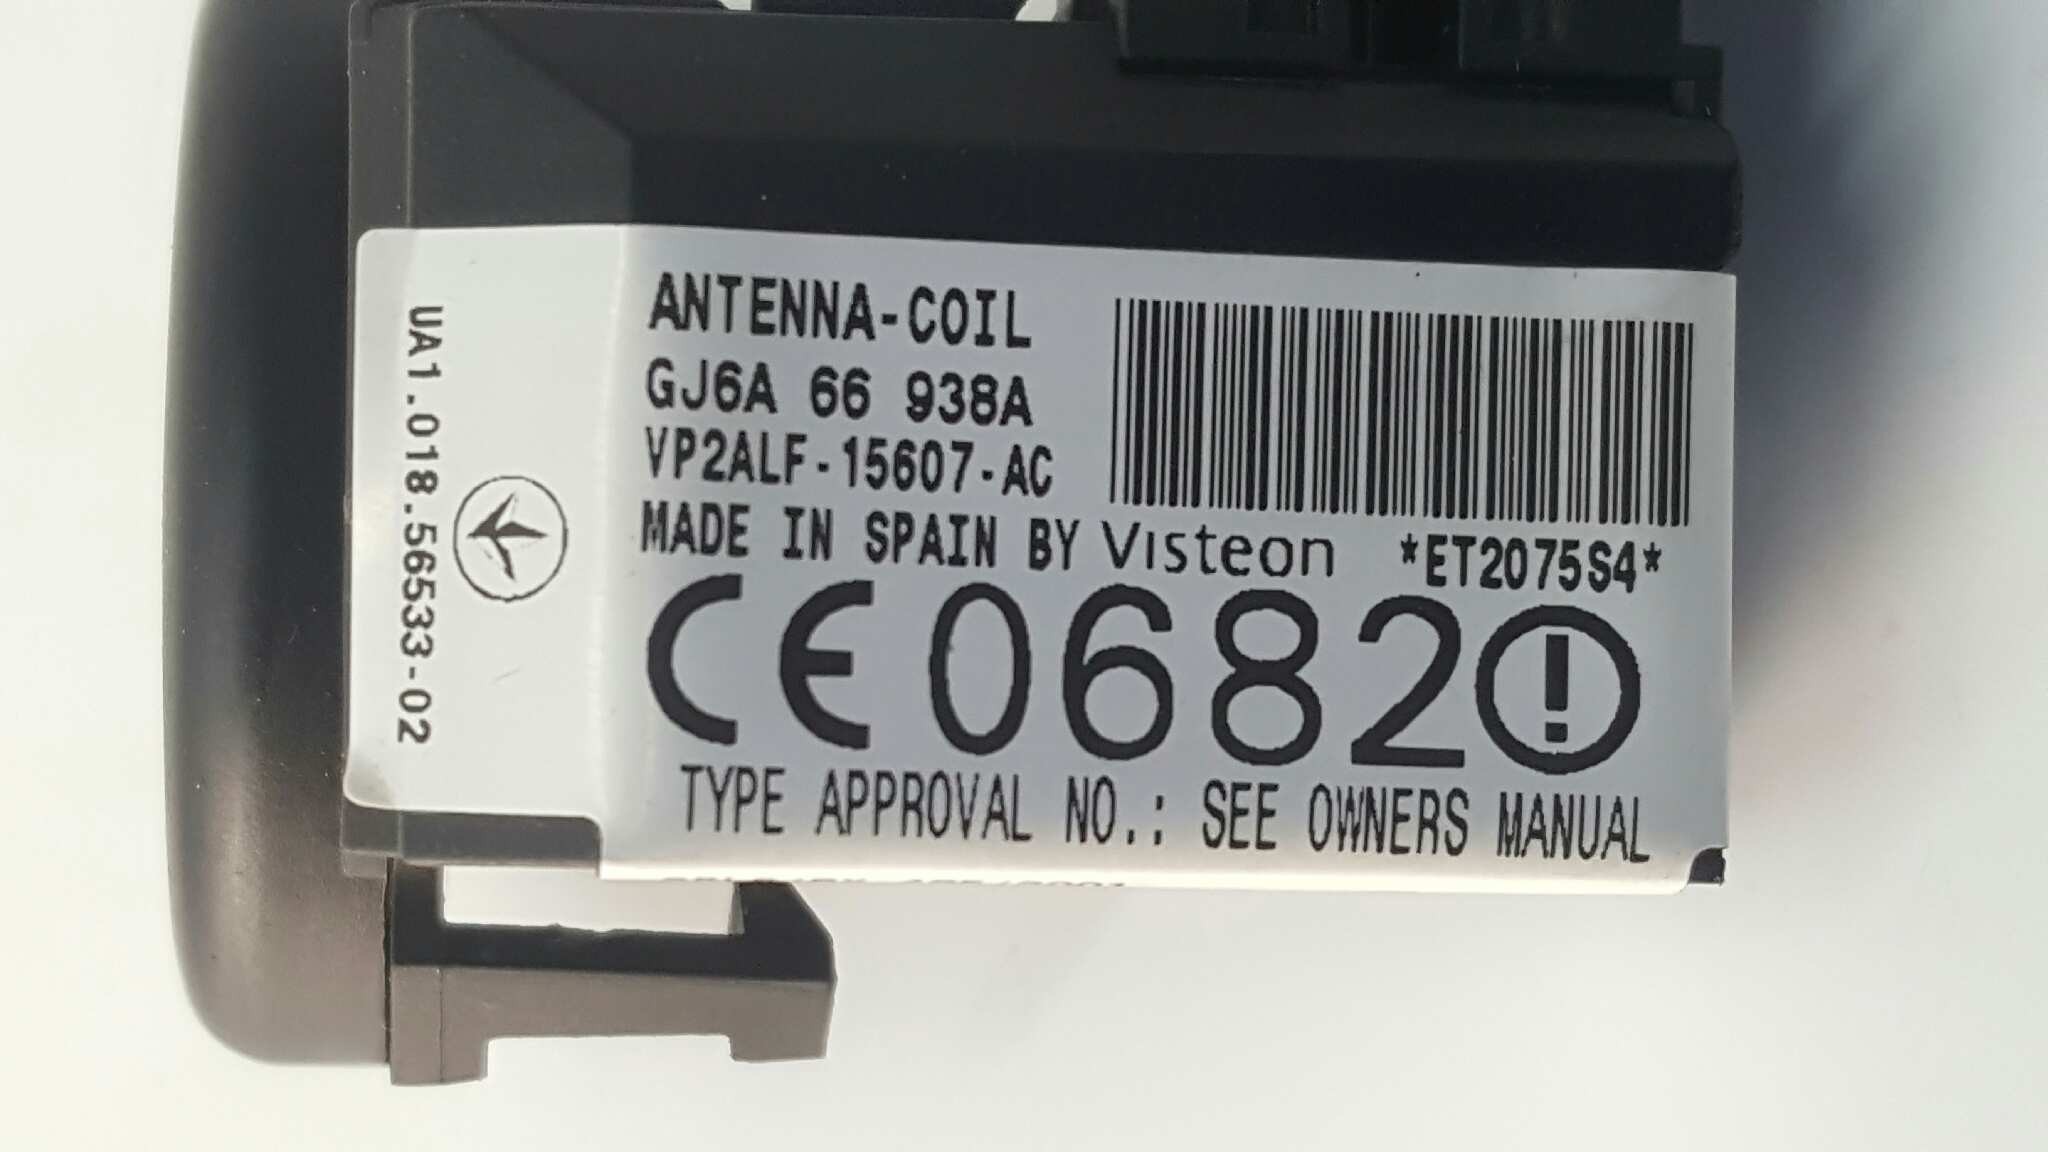 ANTENNA-COIL
GJ6A 66 938A
VP2ALF-15607-AC
MADE IN SPAIN BY Visteon *ET2075S4*
CE0682
TYPE APPROVAL NO.: SEE OWNERS MANUAL
UA1.018.56533-02